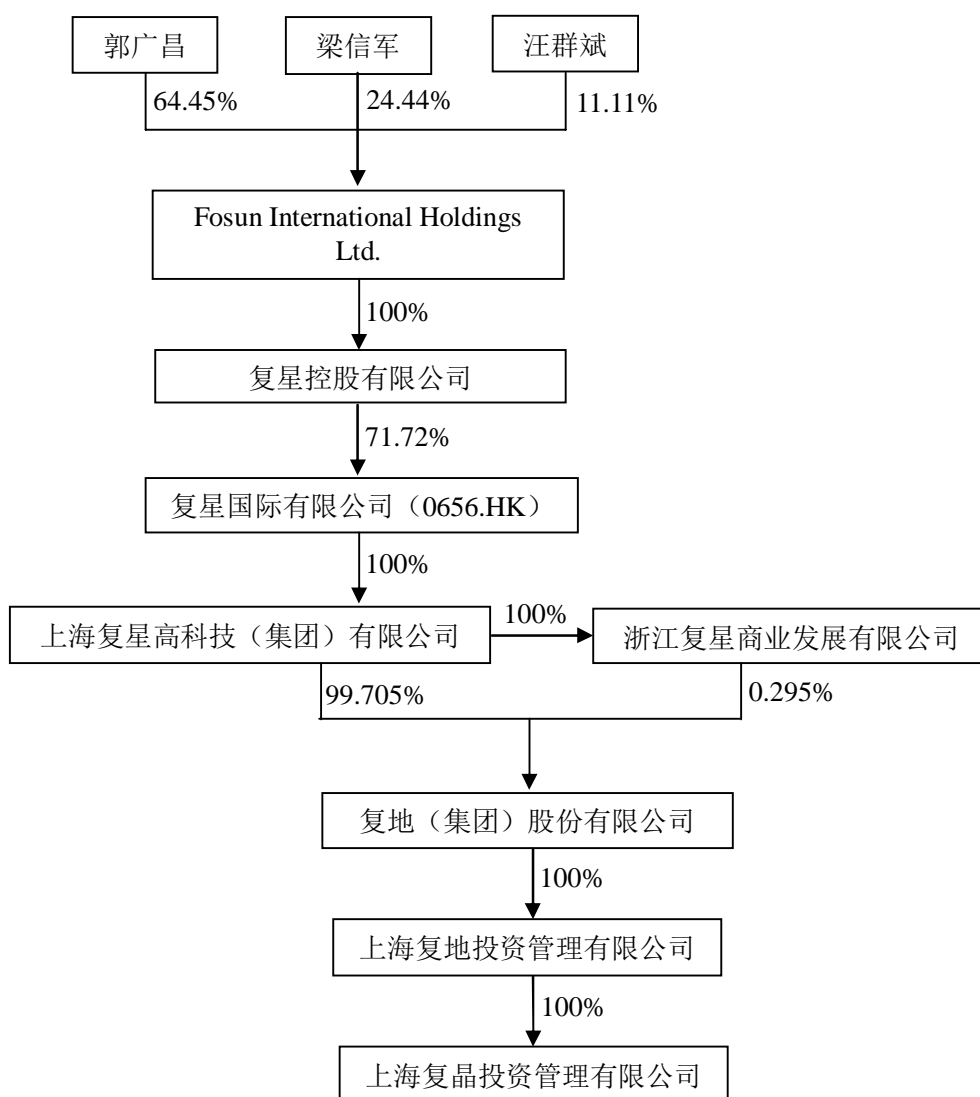 郭广昌
梁信军
汪群斌
64.45%
24.44%
11.11%
Fosun International Holdings
Ltd.
100%
复星控股有限公司
71.72%
复星国际有限公司（0656.HK）
100%
上海复星高科技（集团）有限公司
100%
浙江复星商业发展有限公司
99.705%
0.295%
复地（集团）股份有限公司
100%
上海复地投资管理有限公司
100%
上海复晶投资管理有限公司